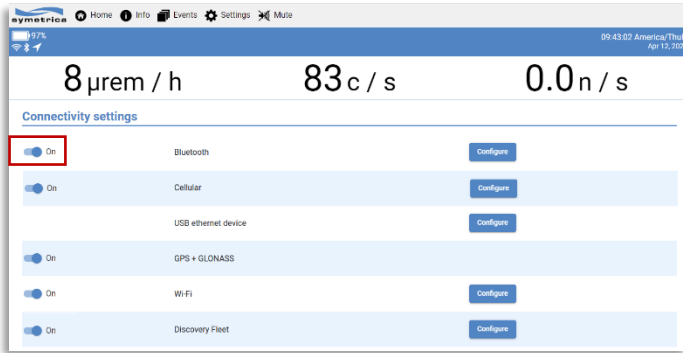 symetrica Home Info Events Settings Mute
97% 09:43:02 America/Thul
Apr 12, 202
8 µrem / h 83 c / s 0.0 n / s
Connectivity settings
On Bluetooth Configure
On Cellular Configure
USB ethernet device Configure
On GPS + GLONASS
On Wi-Fi Configure
On Discovery Fleet Configure